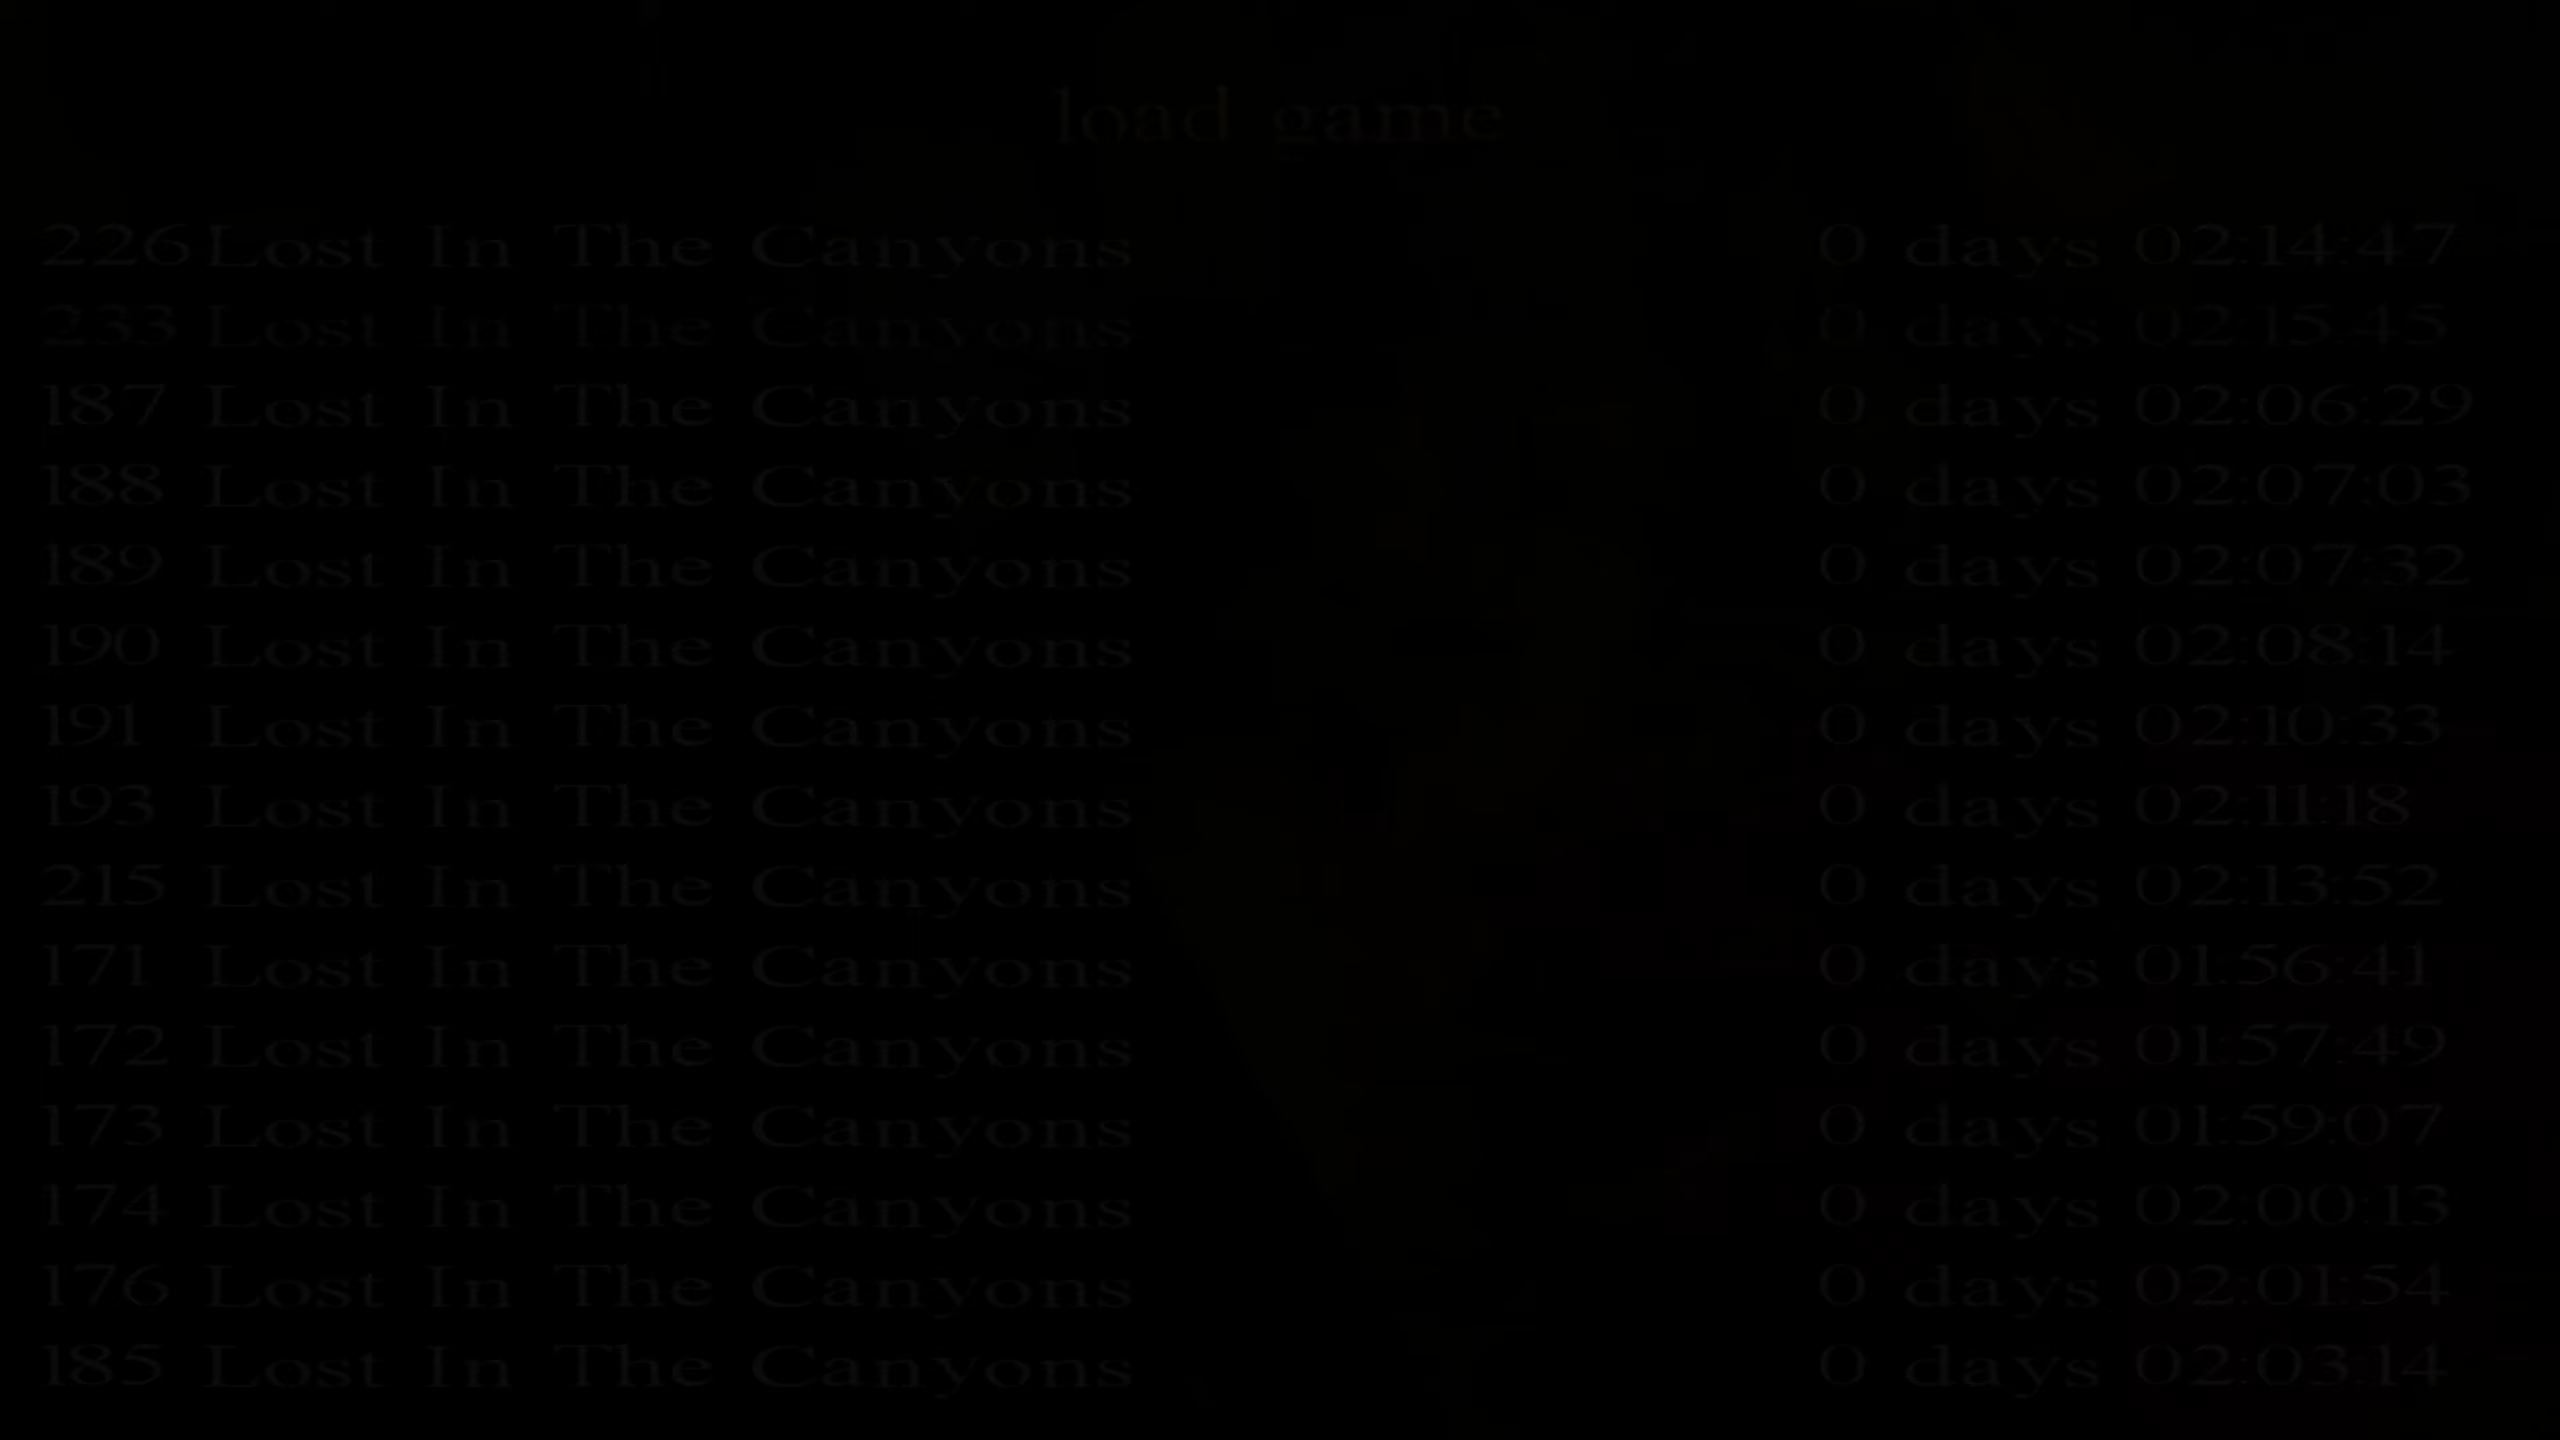 load game
226 Lost In The Canyons 0 days 02:14:47
233 Lost In The Canyons 0 days 02:15:45
187 Lost In The Canyons 0 days 02:06:29
188 Lost In The Canyons 0 days 02:07:03
189 Lost In The Canyons 0 days 02:07:32
190 Lost In The Canyons 0 days 02:08:14
191 Lost In The Canyons 0 days 02:10:33
193 Lost In The Canyons 0 days 02:11:18
215 Lost In The Canyons 0 days 02:13:52
171 Lost In The Canyons 0 days 01:56:41
172 Lost In The Canyons 0 days 01:57:49
173 Lost In The Canyons 0 days 01:59:07
174 Lost In The Canyons 0 days 02:00:13
176 Lost In The Canyons 0 days 02:01:54
185 Lost In The Canyons 0 days 02:03:14